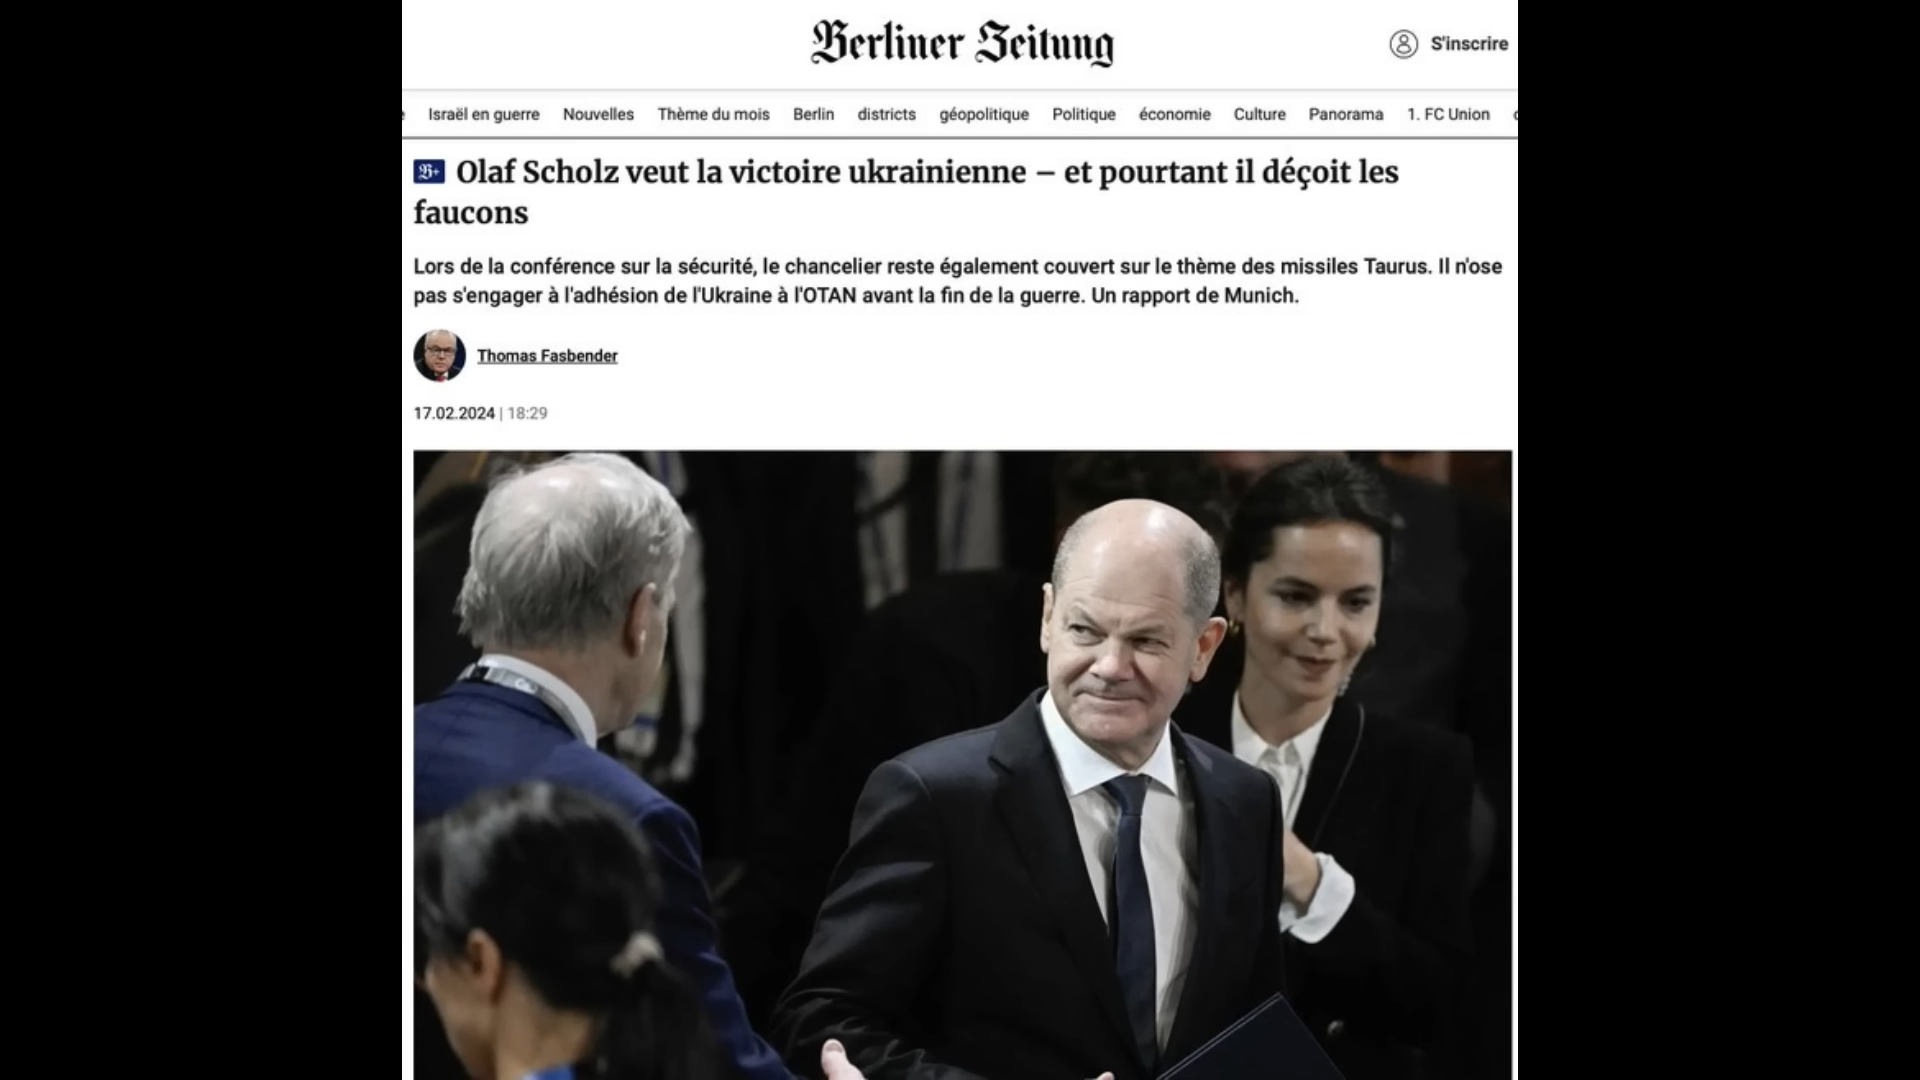 Berliner Zeitung
S'inscrire
Israël en guerre Nouvelles Thème du mois Berlin districts géopolitique Politique économie Culture Panorama 1. FC Union
B+ Olaf Scholz veut la victoire ukrainienne – et pourtant il déçoit les
faucons
Lors de la conférence sur la sécurité, le chancelier reste également couvert sur le thème des missiles Taurus. Il n'ose
pas s'engager à l'adhésion de l'Ukraine à l'OTAN avant la fin de la guerre. Un rapport de Munich.
Thomas Fasbender
17.02.2024 | 18:29